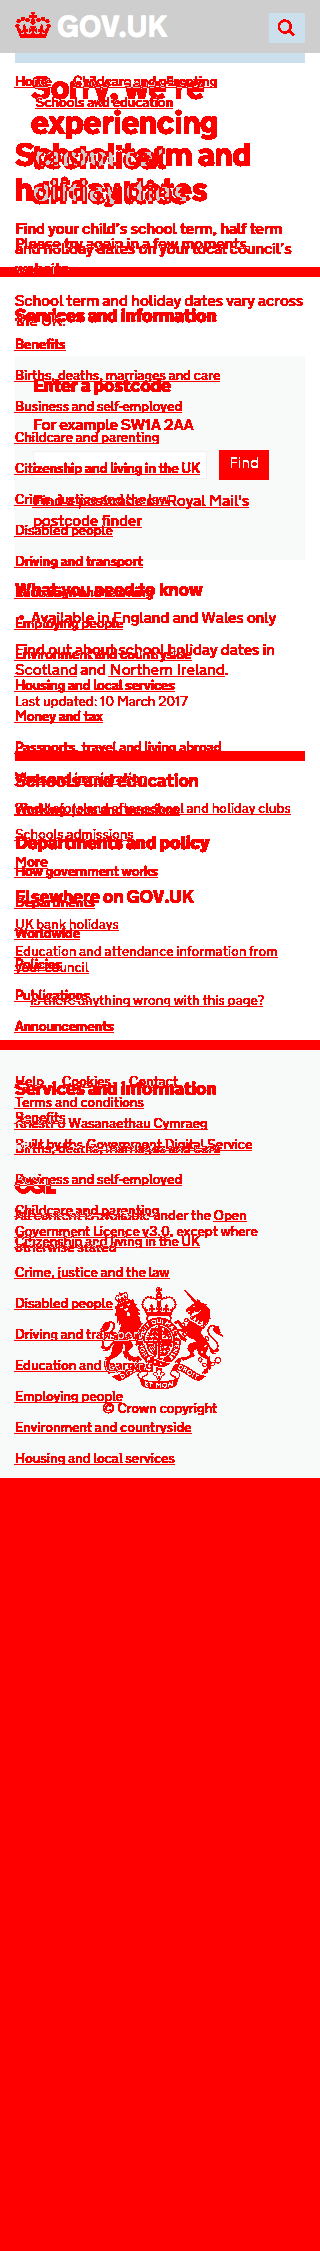 GOV.UK
Home Childcare and parenting
Schools and education
Sorry, we're
experiencing
technical
difficulties
School term and
holiday dates
Find your child's school term, half term
and holiday dates on your local council's
website.
Please try again in a few moments.
School term and holiday dates vary across
the UK.
Services and information
Benefits
Births, deaths, marriages and care
Enter a postcode
Business and self-employed
For example SW1A 2AA
Childcare and parenting
Find
Citizenship and living in the UK
Crime, justice and the law
Find a postcode on Royal Mail's
postcode finder
Disabled people
Driving and transport
What you need to know
Education and learning
Available in England and Wales only
Employing people
Find out about school holiday dates in
Scotland and Northern Ireland.
Environment and countryside
Housing and local services
Last updated: 10 March 2017
Money and tax
Passports, travel and living abroad
Visas and immigration
Schools and education
Working, jobs and pensions
Find before and after school and holiday clubs
Schools admissions
Departments and policy
More
How government works
Elsewhere on GOV.UK
Departments
UK bank holidays
Worldwide
Education and attendance information from
your council
Policies
Publications
Is there anything wrong with this page?
Announcements
Help Cookies Contact
Services and information
Terms and conditions
Benefits
Rhestr o Wasanaethau Cymraeg
Built by the Government Digital Service
Births, deaths, marriages and care
Business and self-employed
OGL
Childcare and parenting
All content is available under the Open
Government Licence v3.0, except where
otherwise stated
Citizenship and living in the UK
Crime, justice and the law
Disabled people
Driving and transport
Education and learning
Employing people
© Crown copyright
Environment and countryside
Housing and local services